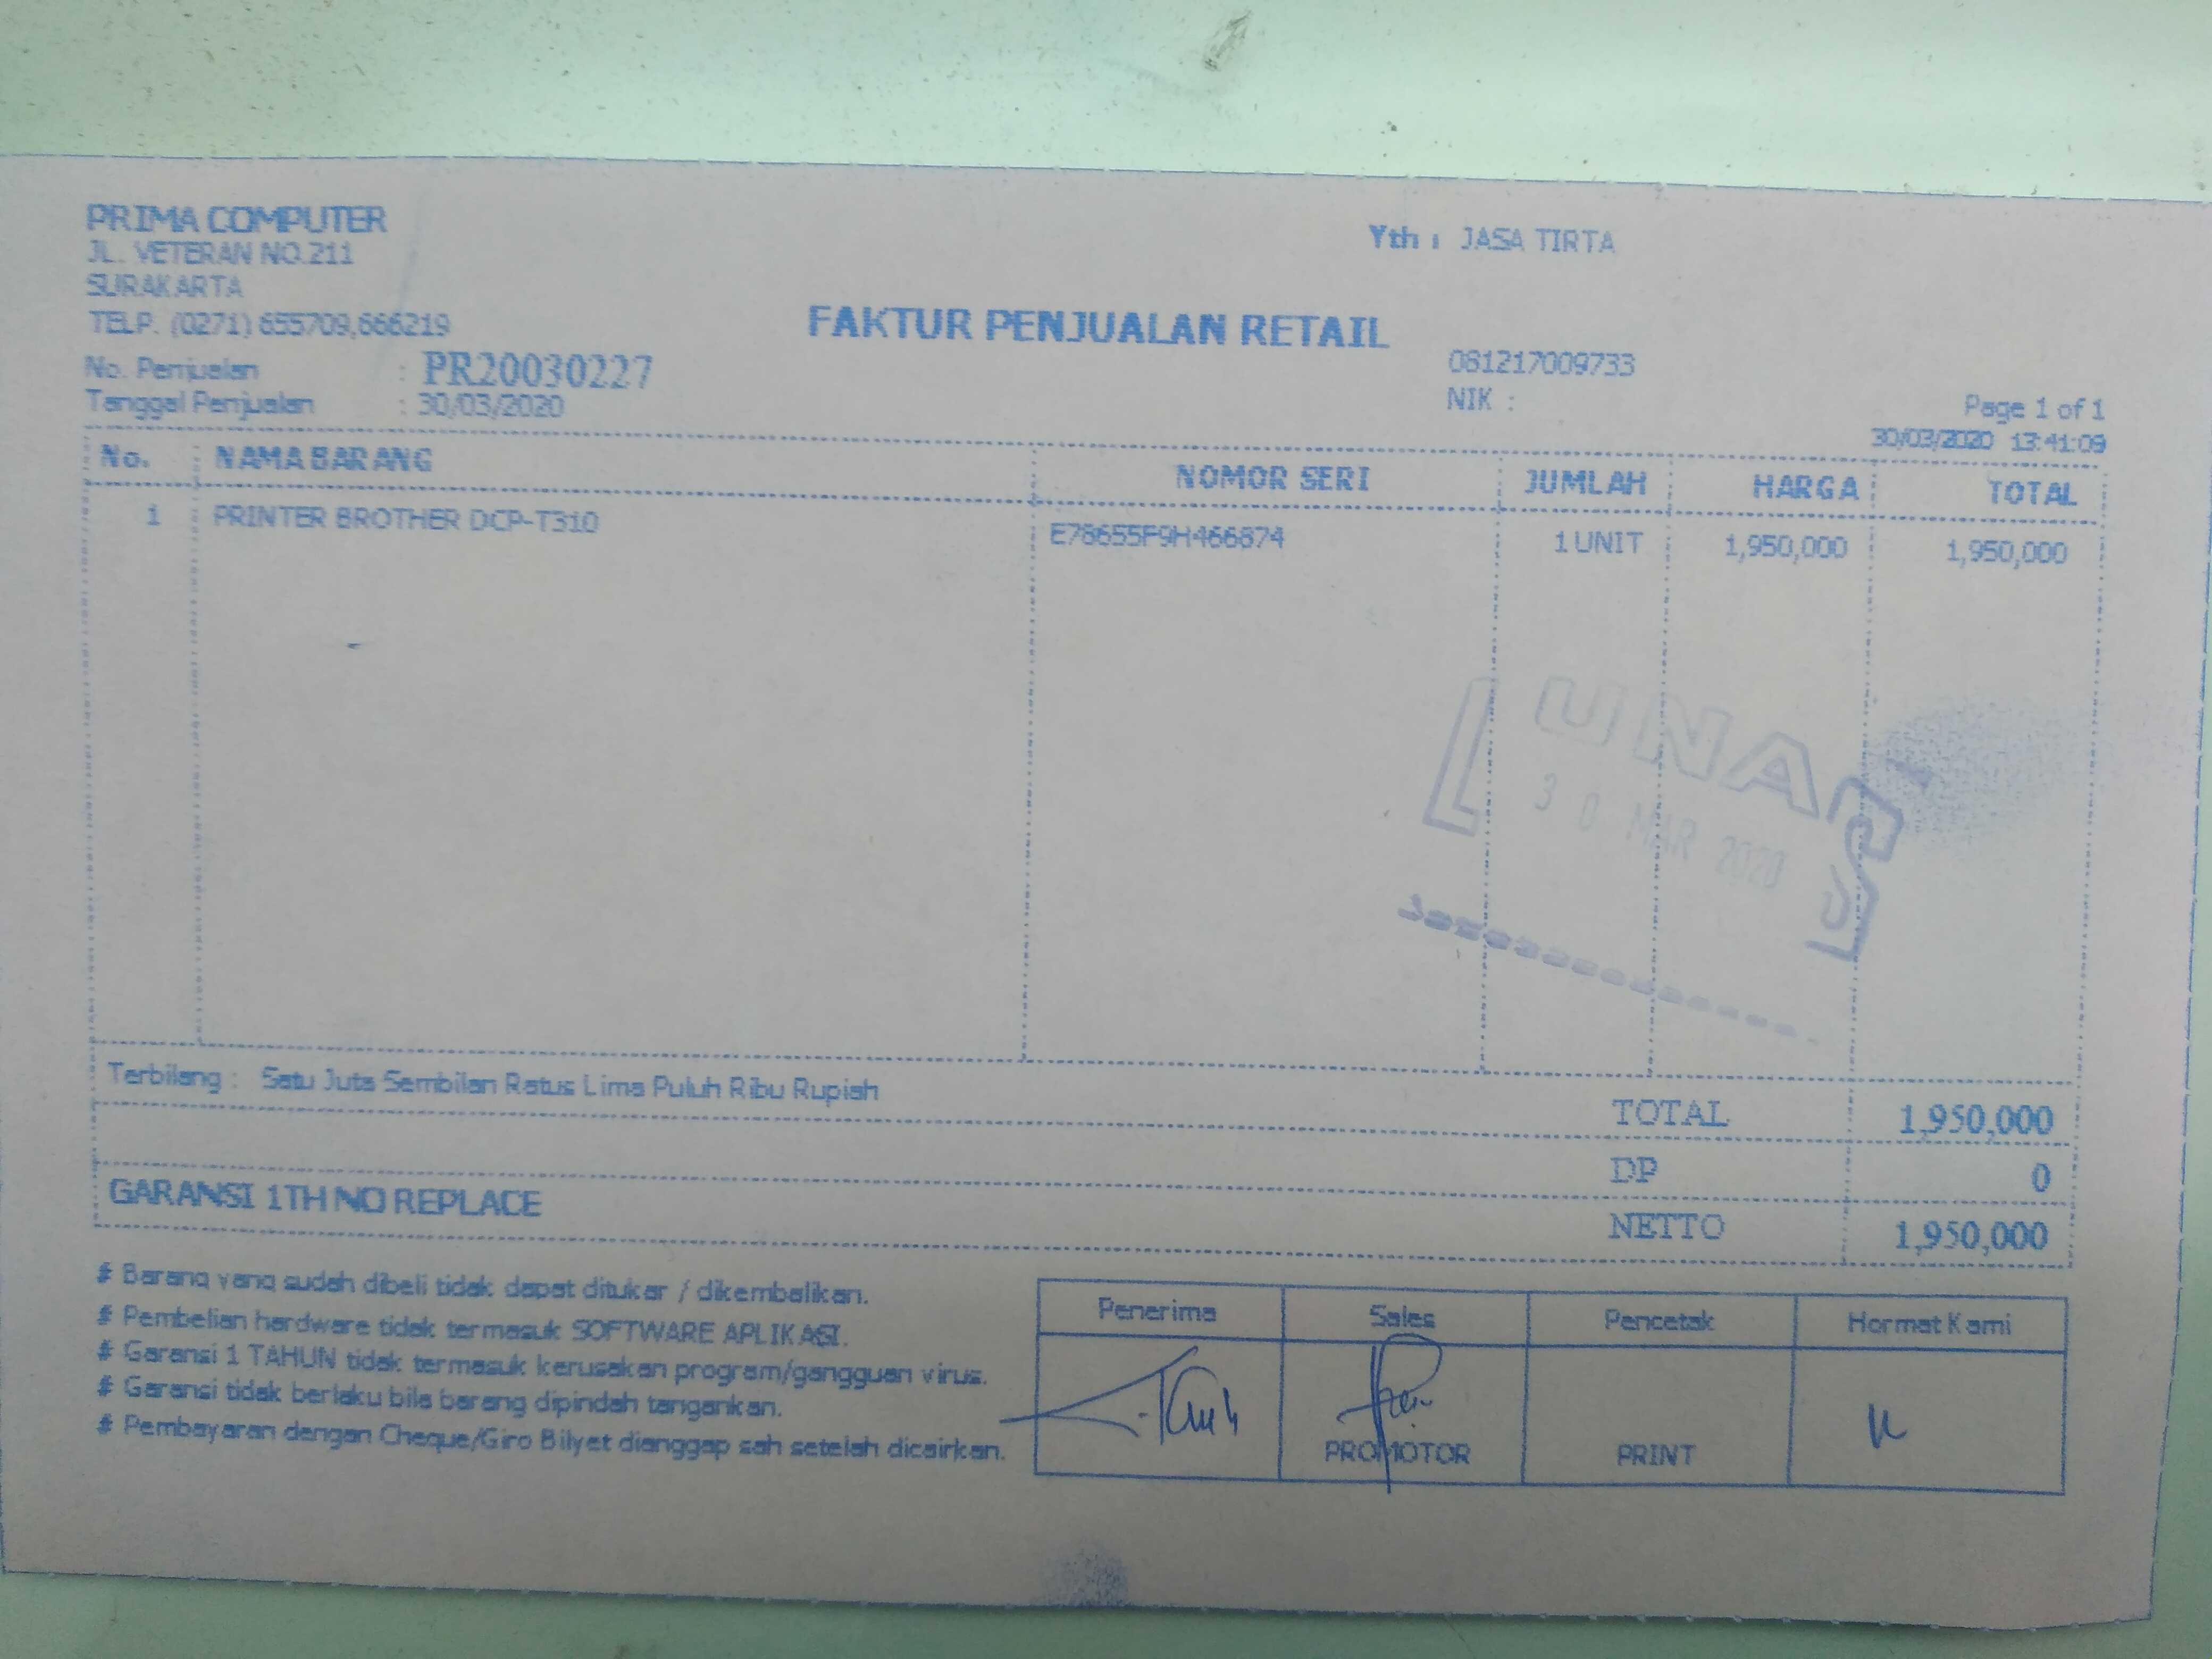 PRIMA COMPUTER
JL. VETERAN NO.211
SURAKARTA
TELP. (0271) 655709,666219
Yth : JASA TIRTA
FAKTUR PENJUALAN RETAIL
No. Penjualan : PR20030227
Tanggal Penjualan : 30/03/2020
081217009733
NIK :
Page 1 of 1
30/03/2020 13:41:09
No. NAMA BARANG NOMOR SERI JUMLAH HARGA TOTAL
1 PRINTER BROTHER DCP-T310 E78655F9H466874 1 UNIT 1,950,000 1,950,000
LUNAS
30 MAR 2020
Terbilang : Satu Juta Sembilan Ratus Lima Puluh Ribu Rupiah
TOTAL 1,950,000
DP 0
GARANSI 1TH NO REPLACE
NETTO 1,950,000
# Barang yang sudah dibeli tidak dapat ditukar / dikembalikan.
# Pembelian hardware tidak termasuk SOFTWARE APLIKASI.
# Garansi 1 TAHUN tidak termasuk kerusakan program/gangguan virus.
# Garansi tidak berlaku bila barang dipindah tangankan.
# Pembayaran dengan Cheque/Giro Bilyet dianggap sah setelah dicairkan.
Penerima Sales Pencetak Hormat Kami
PROMOTOR PRINT